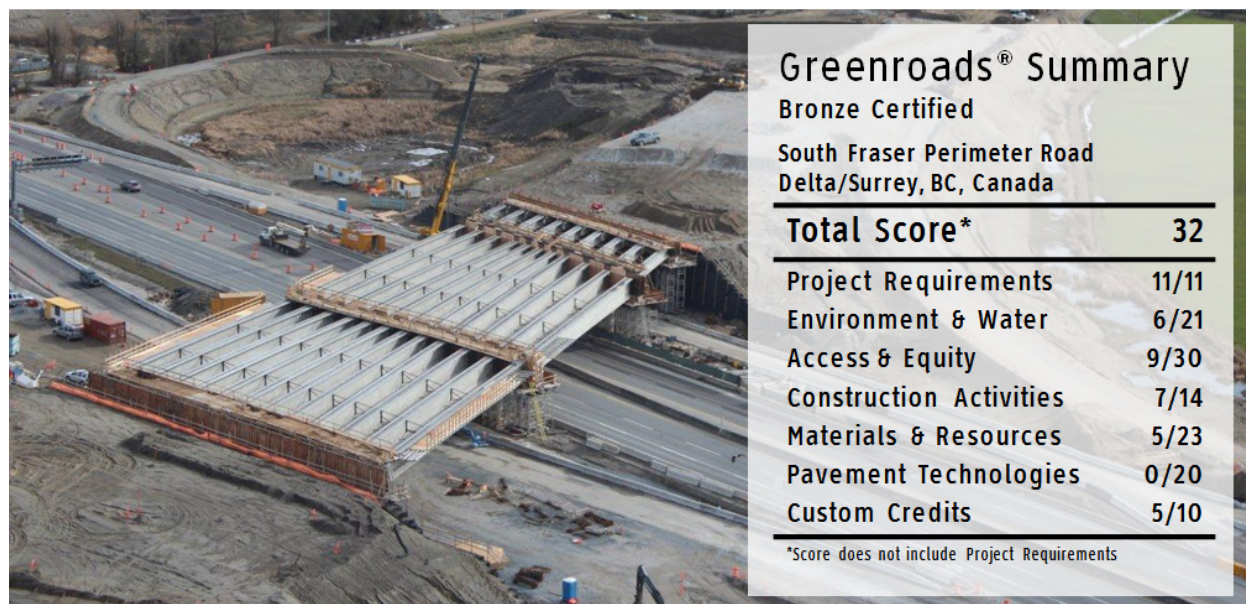 Greenroads® Summary
Bronze Certified
South Fraser Perimeter Road
Delta/Surrey, BC, Canada
Total Score* 32
Project Requirements 11/11
Environment & Water 6/21
Access & Equity 9/30
Construction Activities 7/14
Materials & Resources 5/23
Pavement Technologies 0/20
Custom Credits 5/10
*Score does not include Project Requirements